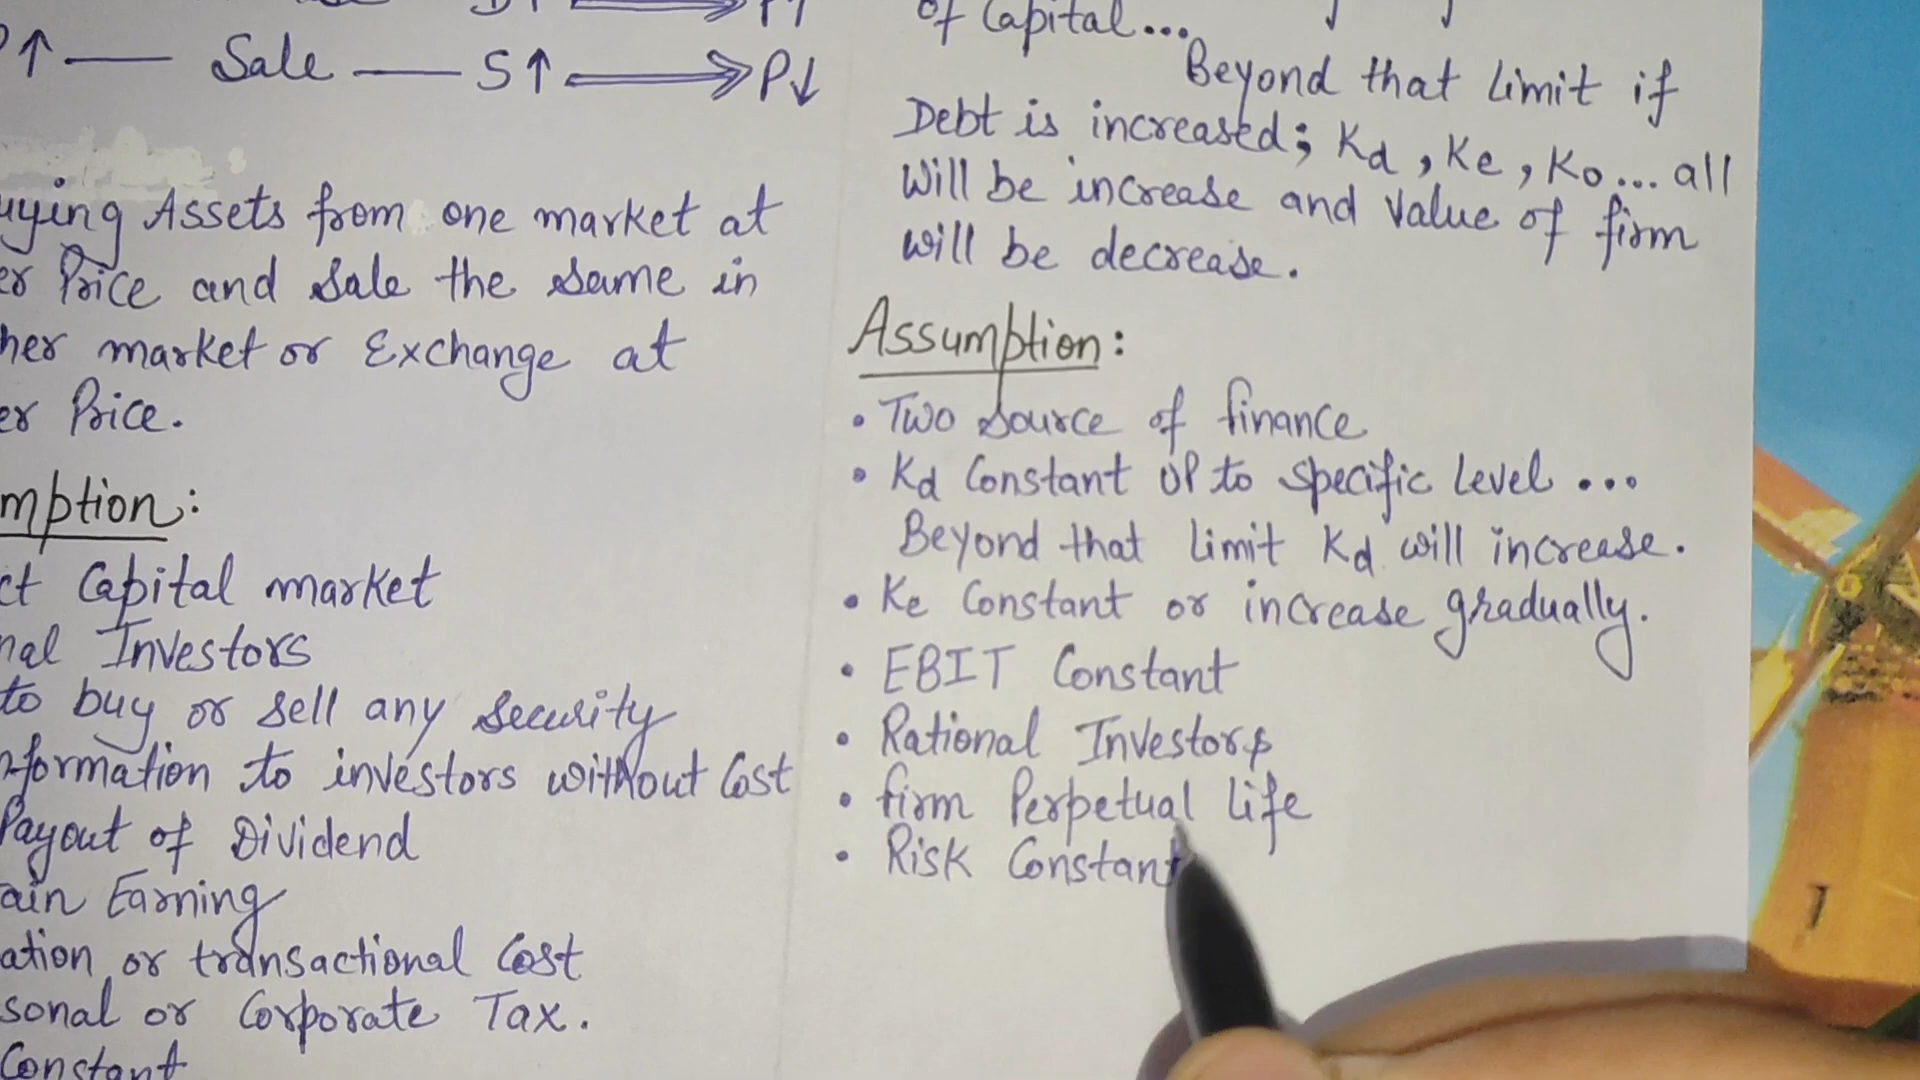 ↑ — Sale — S↑ ⟹ P↓
Assets from one market at
Price and Sale the same in
market or Exchange at
Price.
Capital market
Investors
to buy or sell any security
to investors without Cost
Payout of Dividend
Earning
or transactional Cost
or Corporate Tax.
Constant
of Capital...
Beyond that limit if
Debt is increased; Kd, Ke, Ko... all
will be increase and value of firm
will be decrease.
Assumption:
• Two source of finance
• Kd Constant UP to specific level ...
Beyond that limit Kd will increase.
• Ke Constant or increase gradually.
• EBIT Constant
• Rational Investors
• firm Perpetual life
• Risk Constant